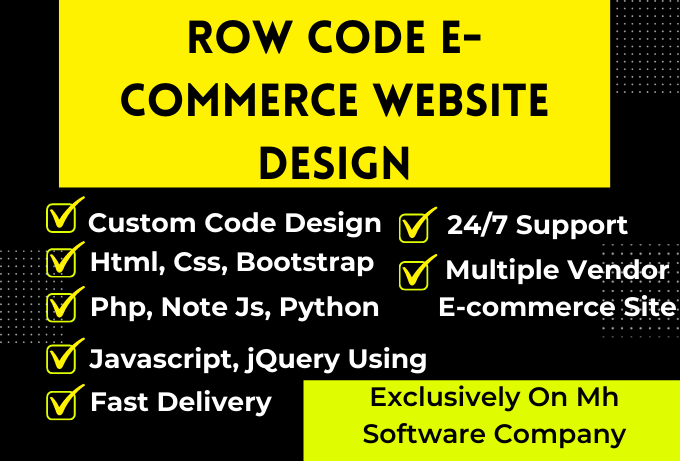 ROW CODE E-
COMMERCE WEBSITE
DESIGN
Custom Code Design
Html, Css, Bootstrap
Php, Note Js, Python
Javascript, jQuery Using
Fast Delivery
24/7 Support
Multiple Vendor
E-commerce Site
Exclusively On Mh
Software Company